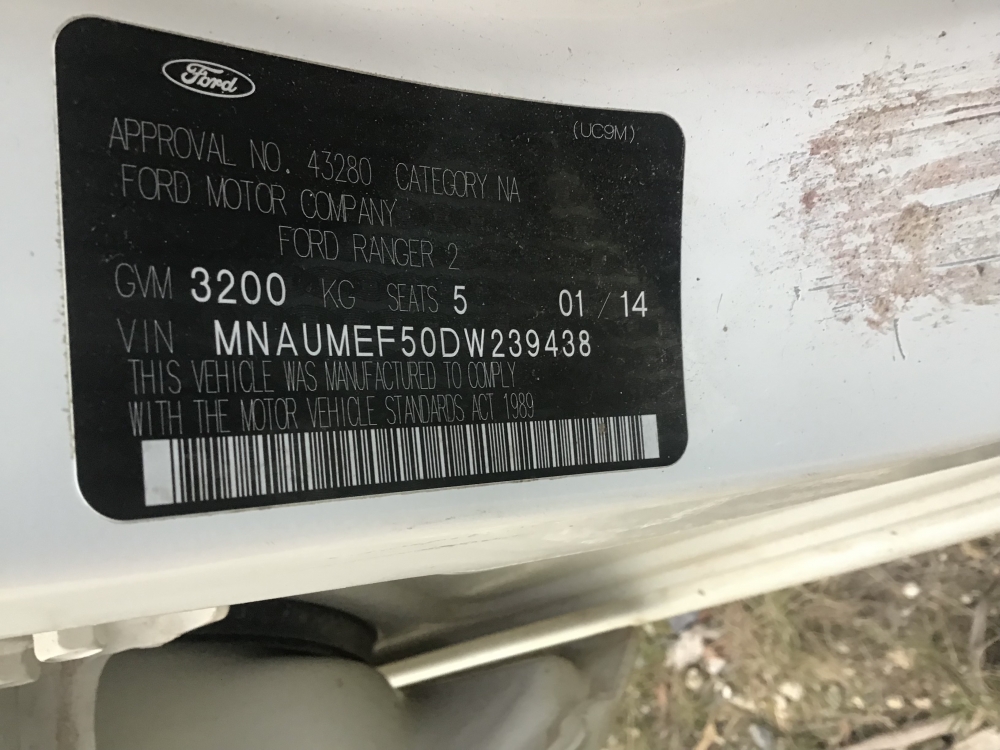 Ford
(UC9M)
APPROVAL NO. 43280 CATEGORY NA
FORD MOTOR COMPANY
FORD RANGER 2
GVM 3200 KG SEATS 5 01 / 14
VIN MNAUMEF50DW239438
THIS VEHICLE WAS MANUFACTURED TO COMPLY
WITH THE MOTOR VEHICLE STANDARDS ACT 1989